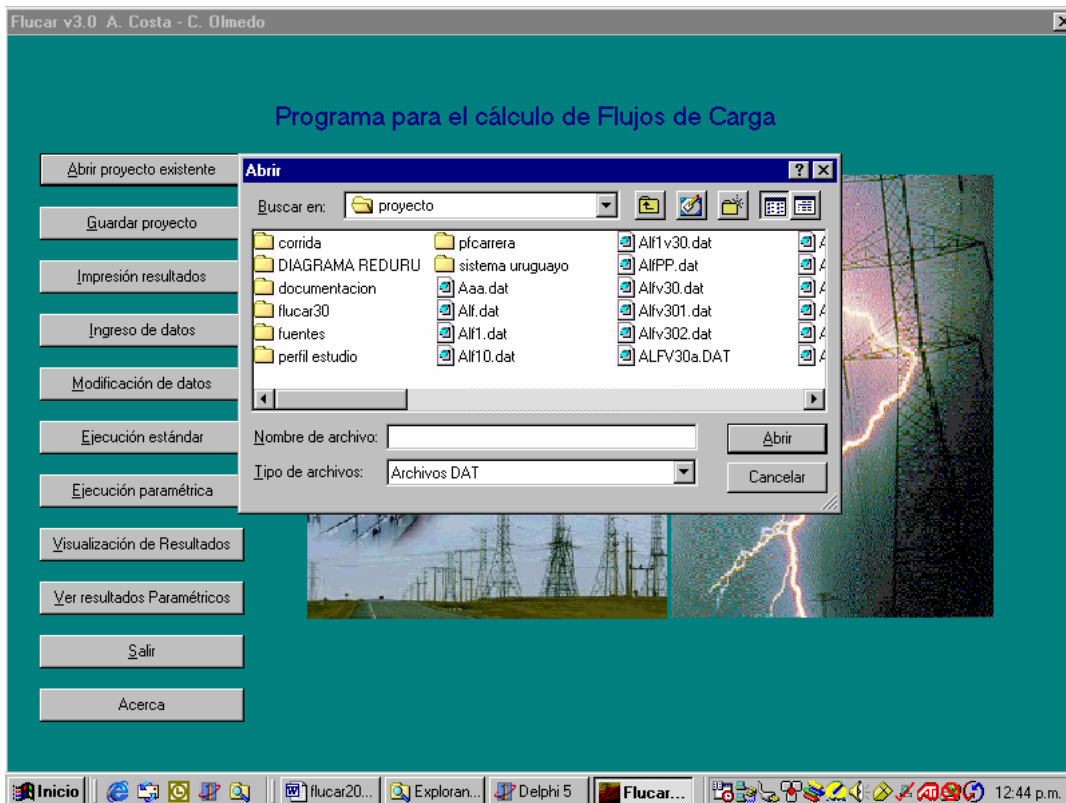 Flucar v3.0 A. Costa - C. Olmedo
Programa para el cálculo de Flujos de Carga
Abrir proyecto existente
Guardar proyecto
Impresión resultados
Ingreso de datos
Modificación de datos
Ejecución estándar
Ejecución paramétrica
Visualización de Resultados
Ver resultados Paramétricos
Salir
Acerca
Abrir
Buscar en: proyecto
corrida
DIAGRAMA REDURU
documentacion
flucar30
fuentes
perfil estudio
pfcarrera
sistema uruguayo
Aaa.dat
Alf.dat
Alf1.dat
Alf10.dat
Alf1v30.dat
AlfPP.dat
Alfv30.dat
Alfv301.dat
Alfv302.dat
ALFV30a.DAT
Nombre de archivo:
Abrir
Tipo de archivos: Archivos DAT
Cancelar
Inicio flucar20... Exploran... Delphi 5 Flucar... 12:44 p.m.